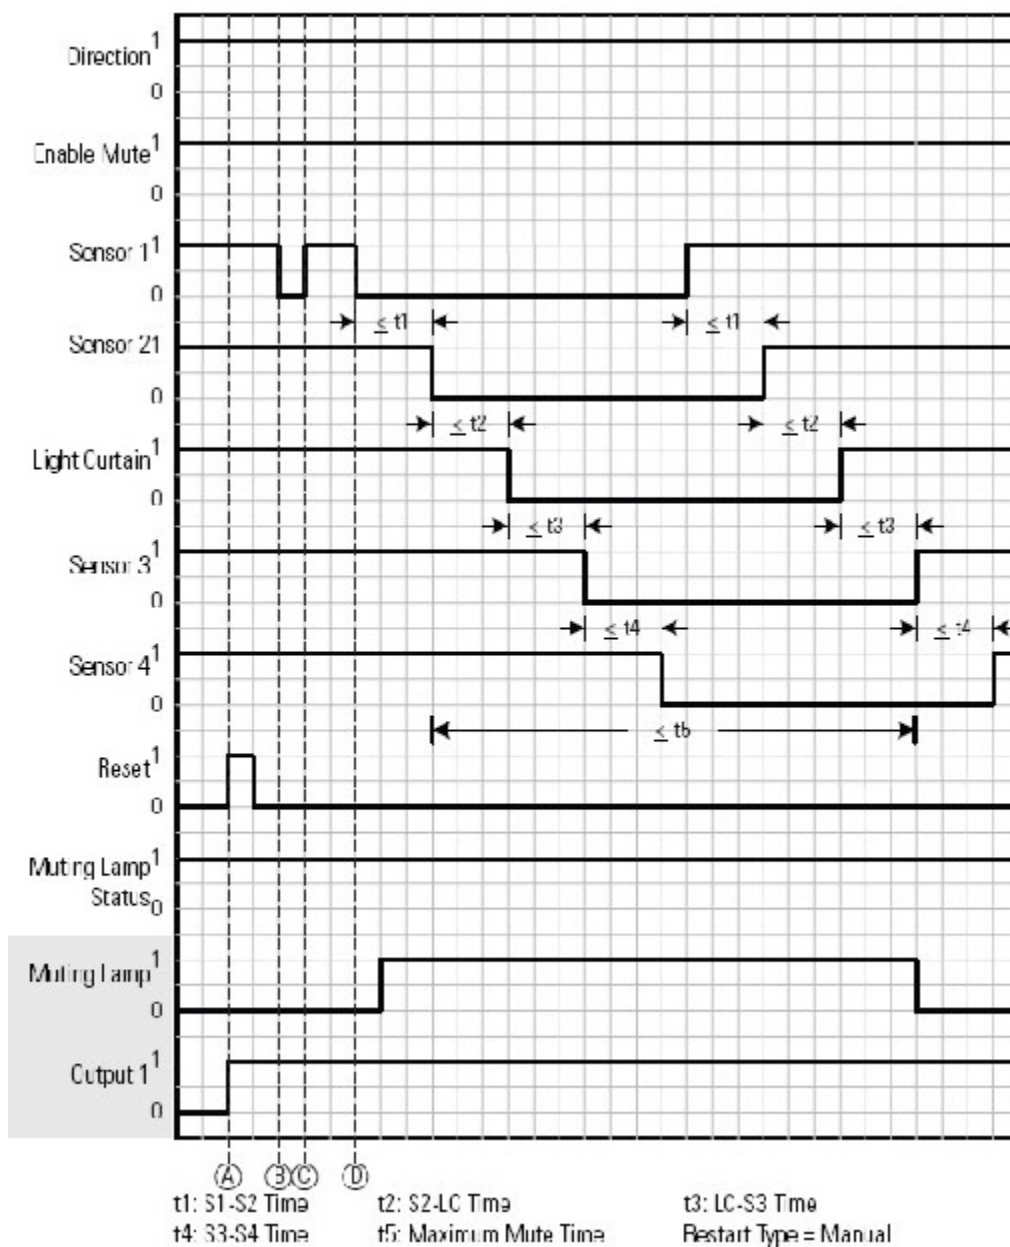 Direction 1
0
Enable Mute 1
0
Sensor 1 1
0
≤ t1 ≤ t1
Sensor 2 1
0
≤ t2 ≤ t2
Light Curtain 1
0
≤ t3 ≤ t3
Sensor 3 1
0
≤ t4 ≤ t4
Sensor 4 1
0
≤ t5
Reset 1
0
Muting Lamp 1
Status 0
Muting Lamp 1
0
Output 1 1
0
A B C D
t1: S1-S2 Time t2: S2-LC Time t3: LC-S3 Time
t4: S3-S4 Time t5: Maximum Mute Time Restart Type = Manual